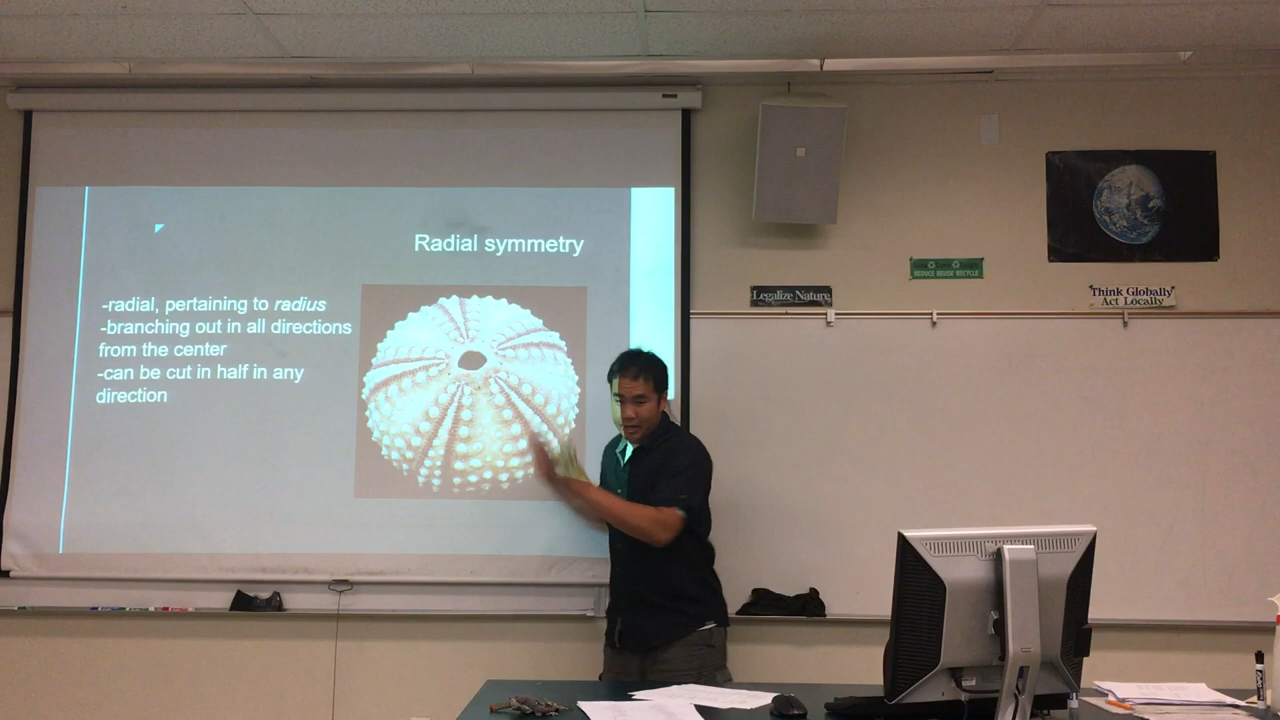 Radial symmetry
-radial, pertaining to radius
-branching out in all directions
from the center
-can be cut in half in any
direction
REDUCE REUSE RECYCLE
Legalize Nature
Think Globally
Act Locally